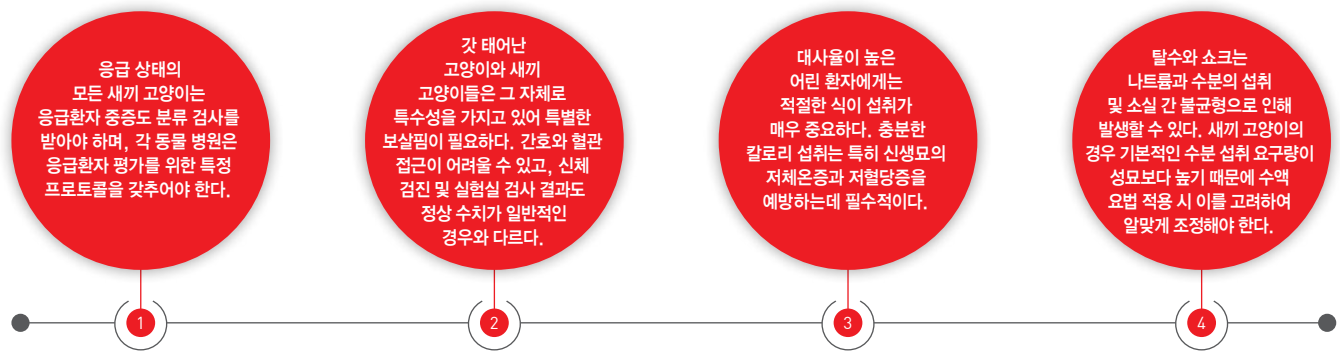 응급 상태의
모든 새끼 고양이는
응급환자 중증도 분류 검사를
받아야 하며, 각 동물 병원은
응급환자 평가를 위한 특정
프로토콜을 갖추어야 한다.
갓 태어난
고양이와 새끼
고양이들은 그 자체로
특수성을 가지고 있어 특별한
보살핌이 필요하다. 간호와 혈관
접근이 어려울 수 있고, 신체
검진 및 실험실 검사 결과도
정상 수치가 일반적인
경우와 다르다.
대사율이 높은
어린 환자에게는
적절한 식이 섭취가
매우 중요하다. 충분한
칼로리 섭취는 특히 신생묘의
저체온증과 저혈당증을
예방하는데 필수적이다.
탈수와 쇼크는
나트륨과 수분의 섭취
및 소실 간 불균형으로 인해
발생할 수 있다. 새끼 고양이의
경우 기본적인 수분 섭취 요구량이
성묘보다 높기 때문에 수액
요법 적용 시 이를 고려하여
알맞게 조정해야 한다.
1
2
3
4